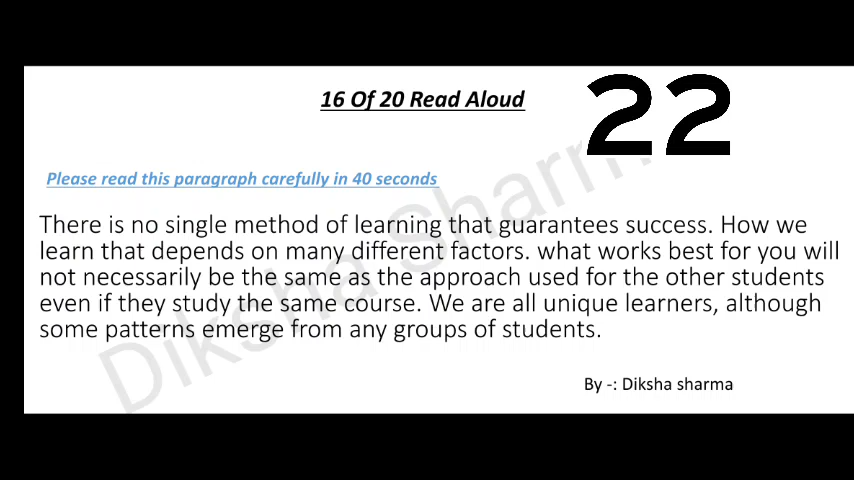 16 Of 20 Read Aloud
22
Please read this paragraph carefully in 40 seconds
There is no single method of learning that guarantees success. How we
learn that depends on many different factors. what works best for you will
not necessarily be the same as the approach used for the other students
even if they study the same course. We are all unique learners, although
some patterns emerge from any groups of students.
Diksha Sharma
By -: Diksha sharma